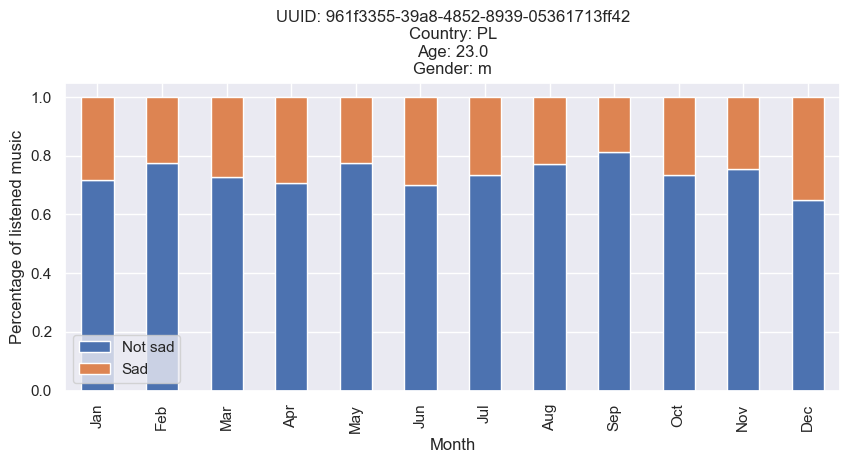 UUID: 961f3355-39a8-4852-8939-05361713ff42
Country: PL
Age: 23.0
Gender: m
Percentage of listened music
1.0
0.8
0.6
0.4
0.2
0.0
Not sad
Sad
Jan
Feb
Mar
Apr
May
Jun
Jul
Aug
Sep
Oct
Nov
Dec
Month